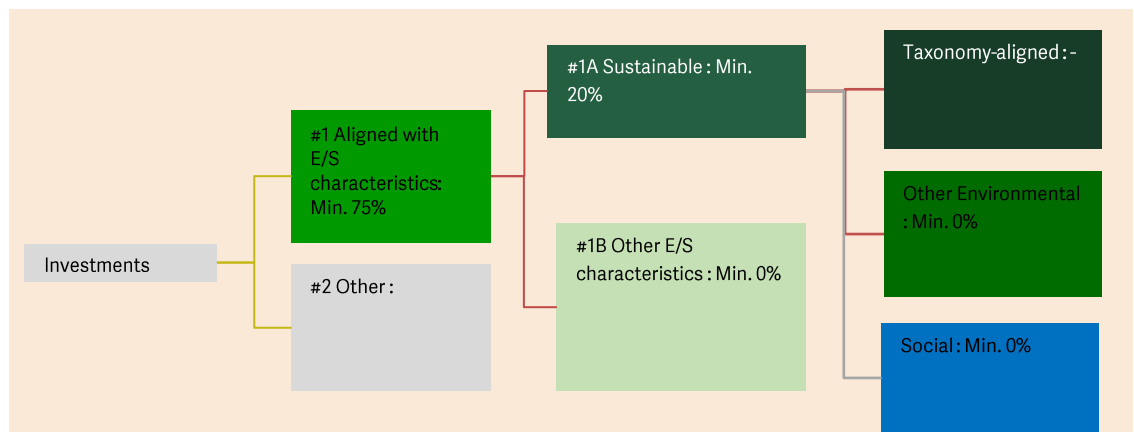 Investments
#1 Aligned with
E/S
characteristics:
Min. 75%
#2 Other :
#1A Sustainable : Min.
20%
#1B Other E/S
characteristics : Min. 0%
Taxonomy-aligned : -
Other Environmental
: Min. 0%
Social : Min. 0%